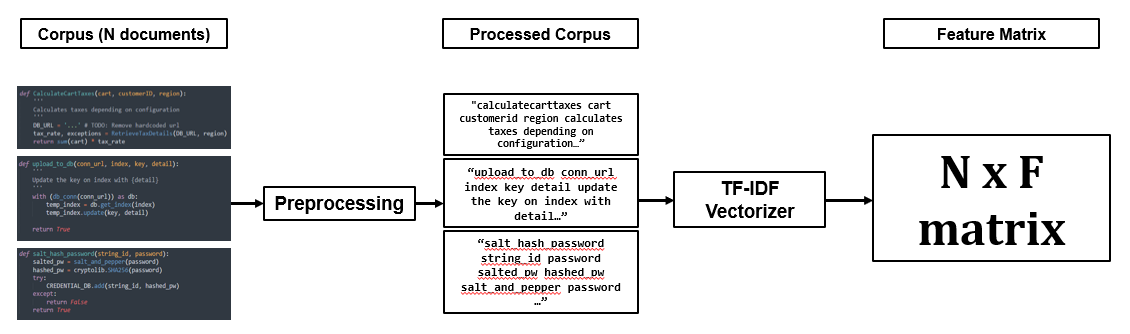 Corpus (N documents)
Processed Corpus
Feature Matrix
def CalculateCartTaxes(cart, customerID, region):
'''
Calculates taxes depending on configuration
'''
DB_URL = '...' # TODO: Remove hardcoded url
tax_rate, exceptions = RetrieveTaxDetails(DB_URL, region)
return sum(cart) * tax_rate
def upload_to_db(conn_url, index, key, detail):
'''
Update the key on index with {detail}
'''
with (db_conn(conn_url)) as db:
temp_index = db.get_index(index)
temp_index.update(key, detail)
return True
def salt_hash_password(string_id, password):
salted_pw = salt_and_pepper(password)
hashed_pw = cryptolib.SHA256(password)
try:
CREDENTIAL_DB.add(string_id, hashed_pw)
except:
return False
return True
Preprocessing
"calculatecarttaxes cart
customerid region calculates
taxes depending on
configuration…”
“upload_to_db conn_url
index key detail update
the key on index with
detail…”
“salt_hash_password
string_id password
salted_pw hashed_pw
salt_and_pepper password
…”
TF-IDF
Vectorizer
N x F
matrix